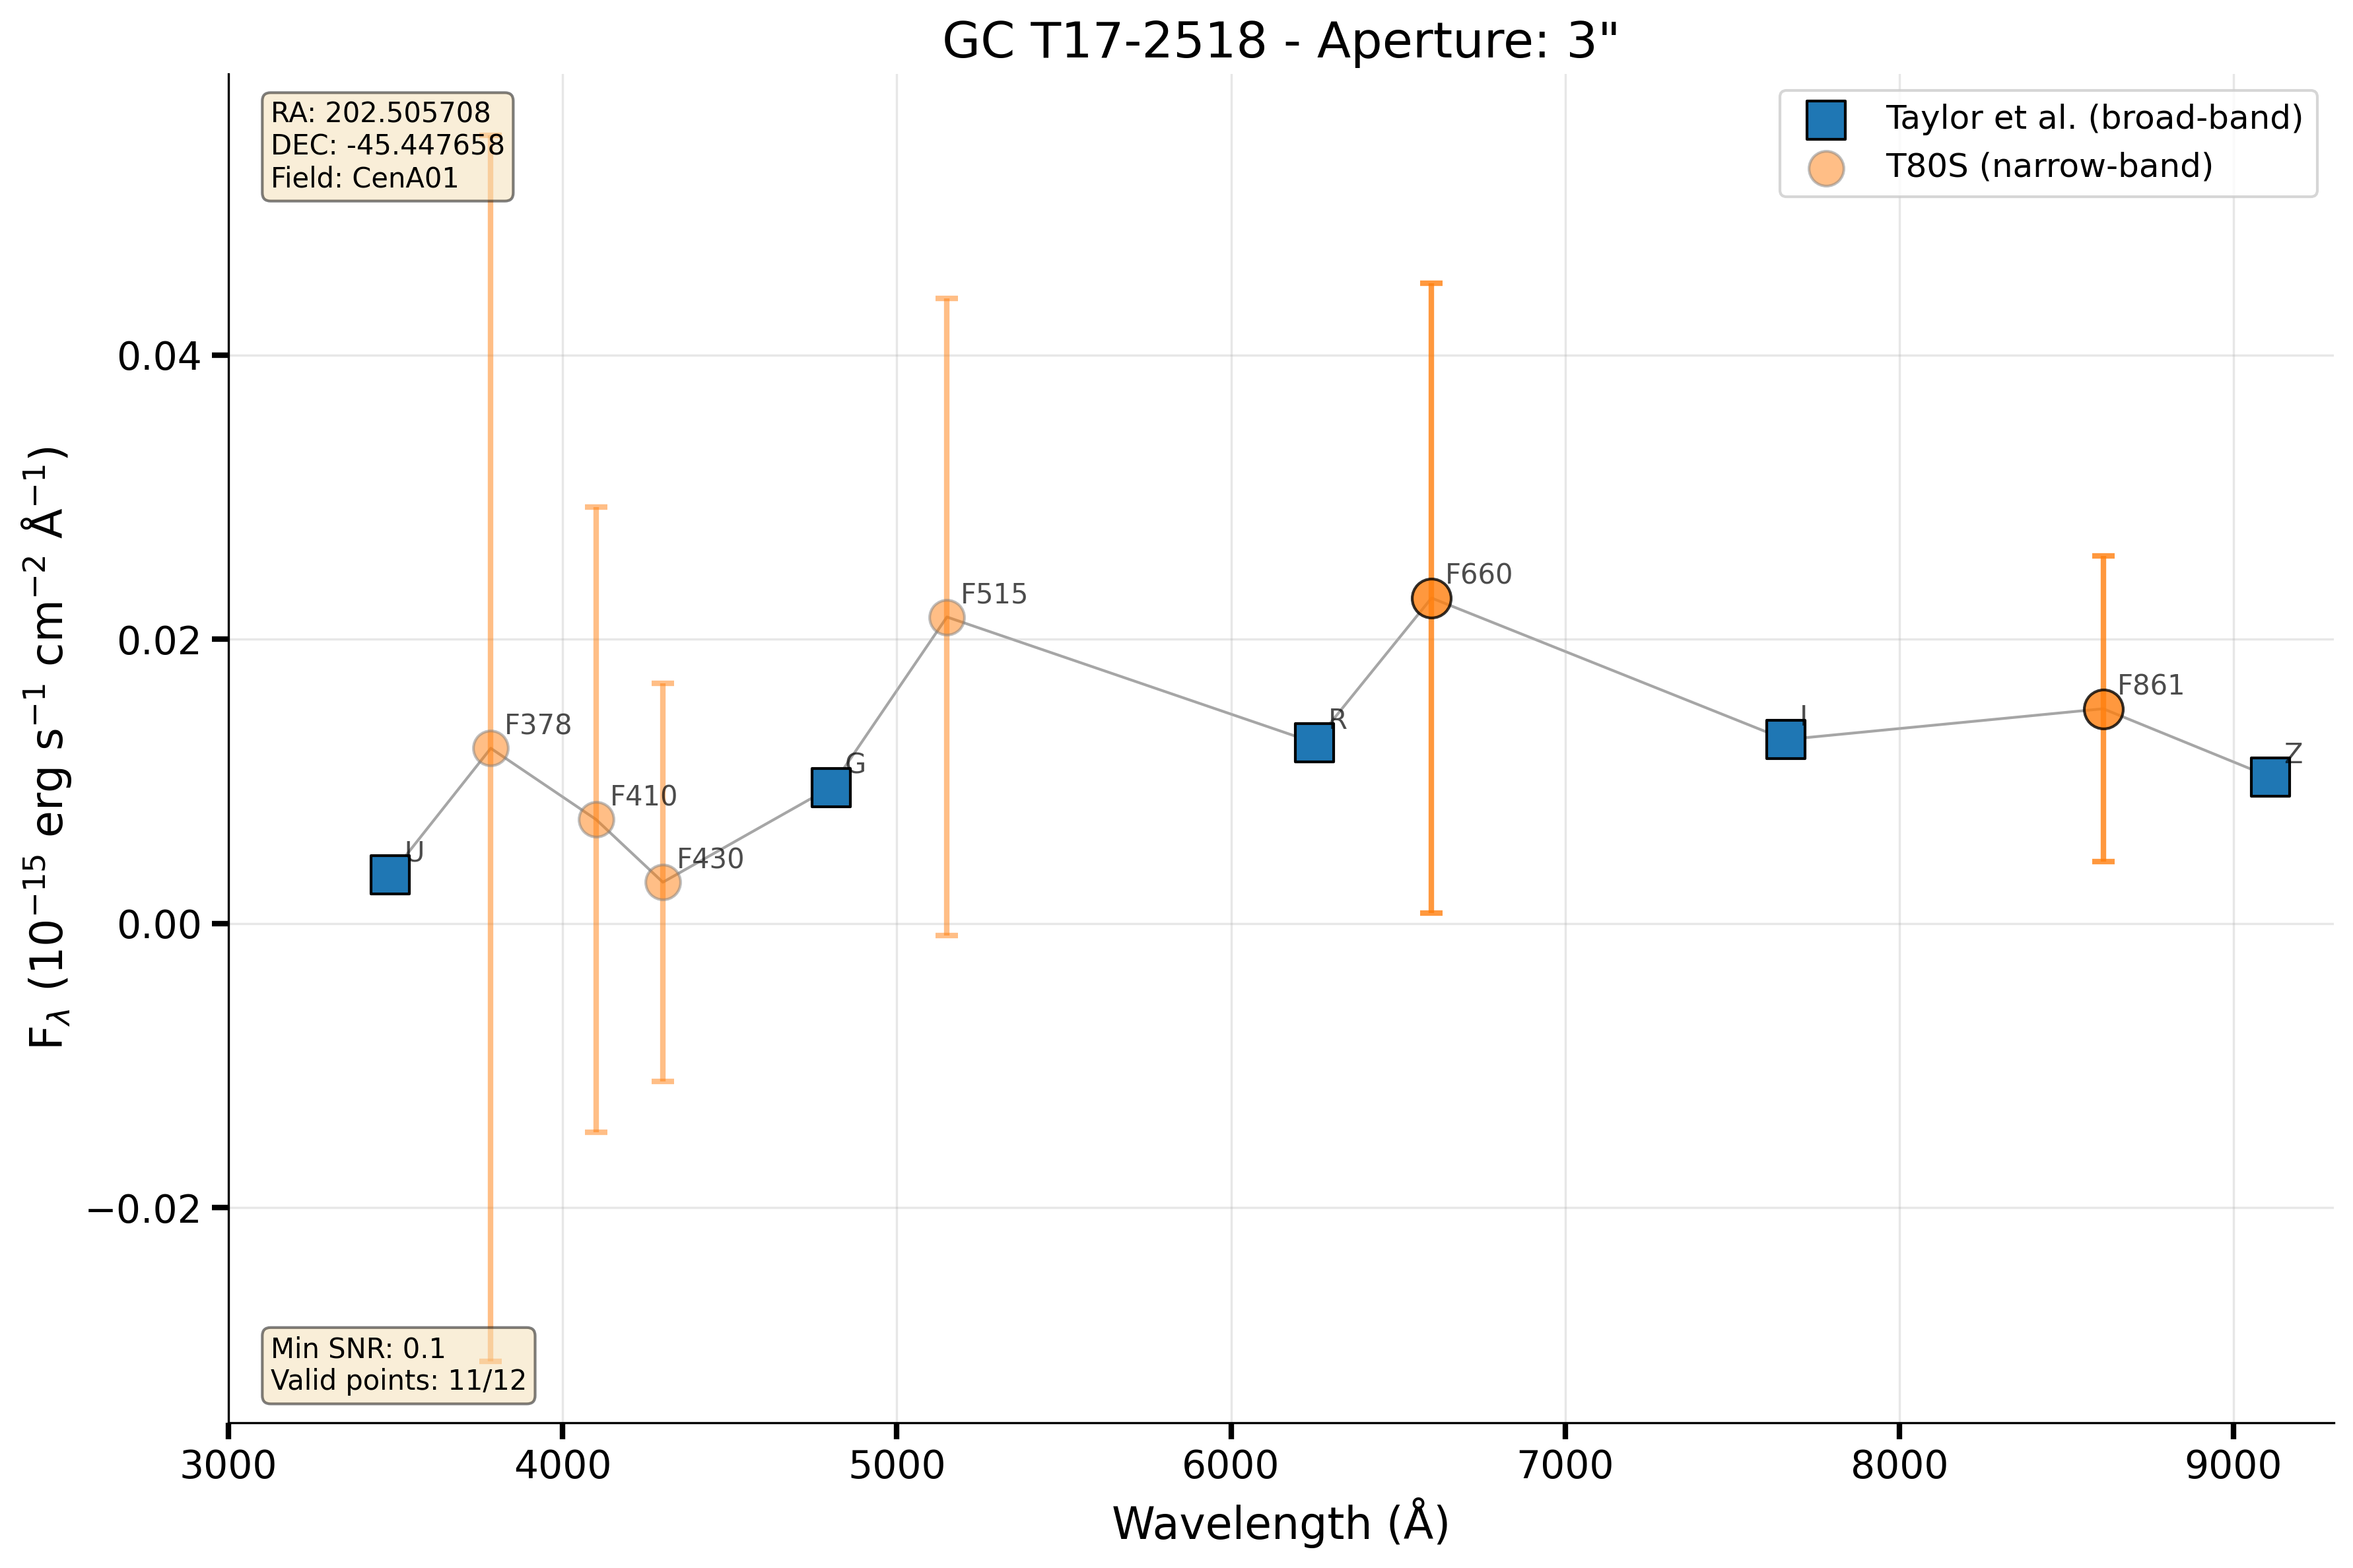 GC T17-2518 - Aperture: 3"
RA: 202.505708
DEC: -45.447658
Field: CenA01
Taylor et al. (broad-band)
T80S (narrow-band)
F$_{λ}$ (10$^{-15}$ erg s$^{-1}$ cm$^{-2}$ Å$^{-1}$)
0.04
0.02
0.00
−0.02
U
F378
F410
F430
G
F515
R
F660
I
F861
Z
Min SNR: 0.1
Valid points: 11/12
3000 4000 5000 6000 7000 8000 9000
Wavelength (Å)